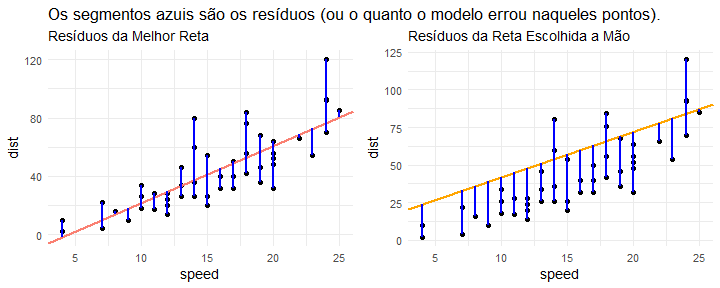 Os segmentos azuis são os resíduos (ou o quanto o modelo errou naqueles pontos).
Resíduos da Melhor Reta
120
80
40
0
dist
5
10
15
20
25
speed
Resíduos da Reta Escolhida a Mão
125
100
75
50
25
0
dist
5
10
15
20
25
speed